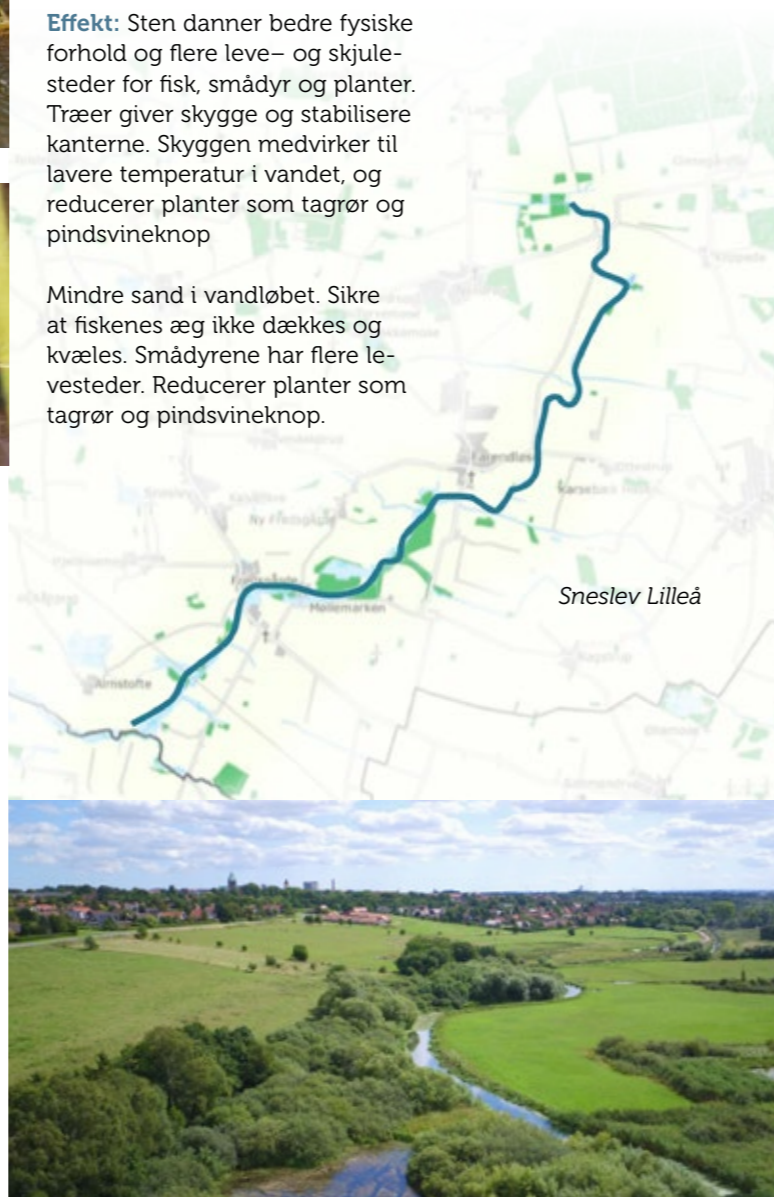 Effekt: Sten danner bedre fysiske
forhold og flere leve– og skjule-
steder for fisk, smådyr og planter.
Træer giver skygge og stabilisere
kanterne. Skyggen medvirker til
lavere temperatur i vandet, og
reducerer planter som tagrør og
pindsvineknop
Mindre sand i vandløbet. Sikre
at fiskenes æg ikke dækkes og
kvæles. Smådyrene har flere le-
vesteder. Reducerer planter som
tagrør og pindsvineknop.
Ny
Møllemarken
Sneslev Lilleå